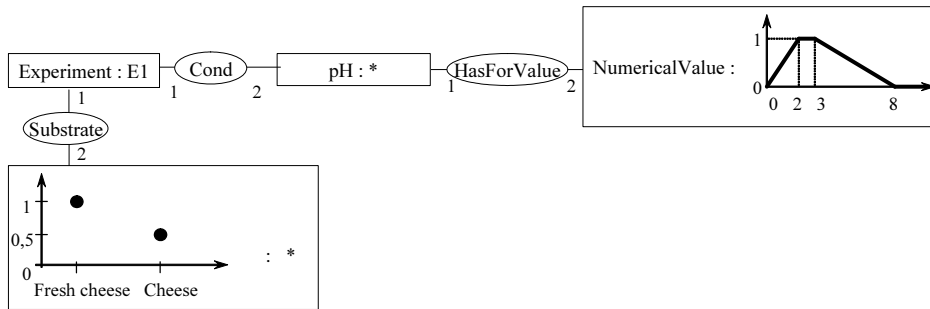 1
0
0 2 3 8
NumericalValue :
Experiment : E1
Cond
pH : *
HasForValue
1 2 1 2
1
Substrate
2
1
0,5
0
: *
Fresh cheese Cheese